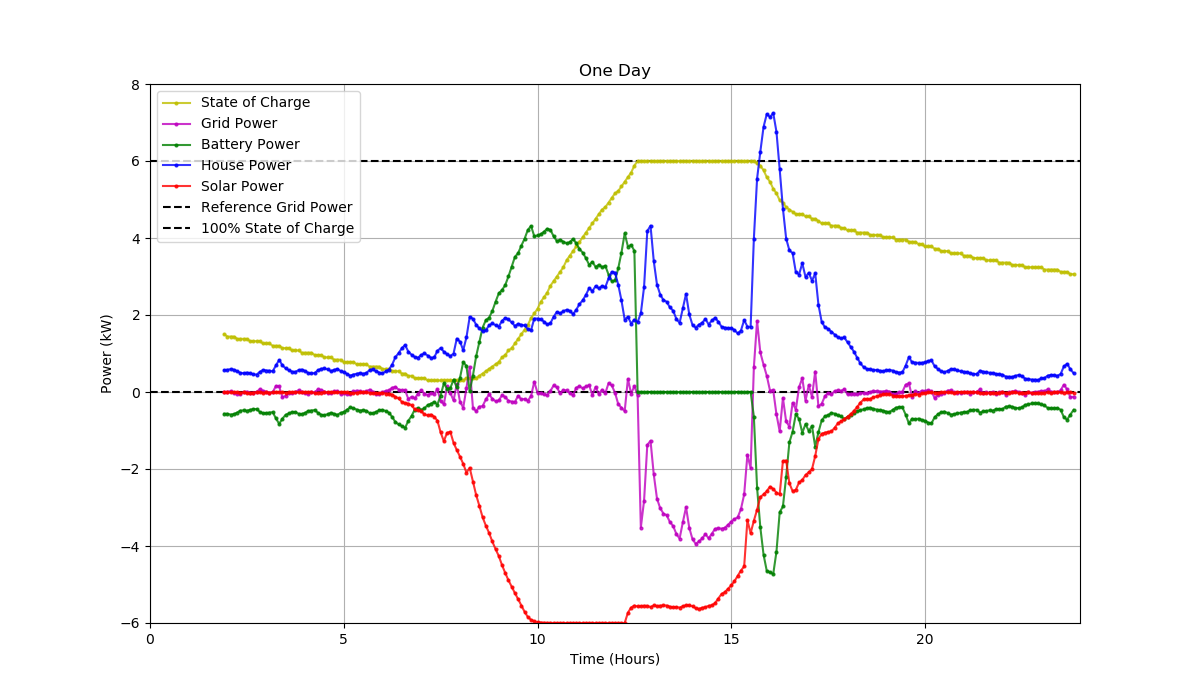 One Day
8
6
4
2
0
−2
−4
−6
Power (kW)
State of Charge
Grid Power
Battery Power
House Power
Solar Power
Reference Grid Power
100% State of Charge
0 5 10 15 20
Time (Hours)